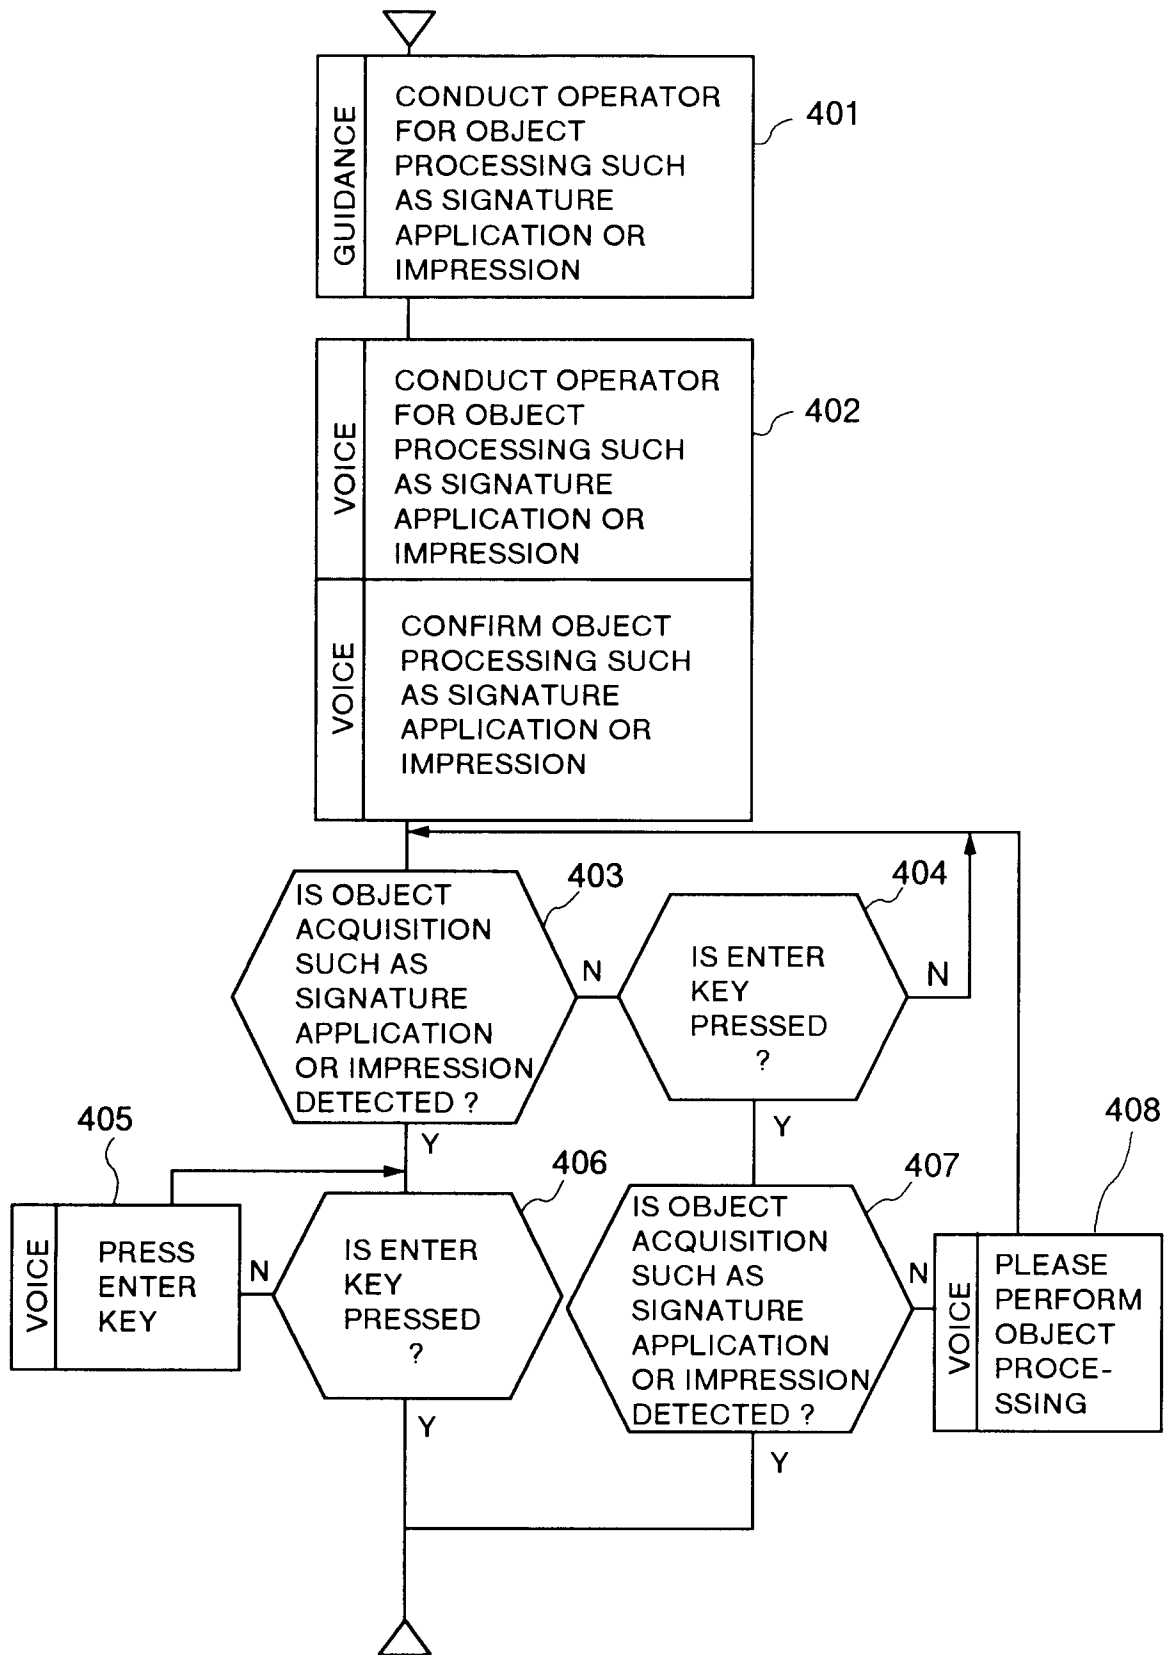 GUIDANCE
CONDUCT OPERATOR
FOR OBJECT
PROCESSING SUCH
AS SIGNATURE
APPLICATION OR
IMPRESSION
401
VOICE
CONDUCT OPERATOR
FOR OBJECT
PROCESSING SUCH
AS SIGNATURE
APPLICATION OR
IMPRESSION
402
VOICE
CONFIRM OBJECT
PROCESSING SUCH
AS SIGNATURE
APPLICATION OR
IMPRESSION
403
IS OBJECT
ACQUISITION
SUCH AS
SIGNATURE
APPLICATION
OR IMPRESSION
DETECTED ?
N
Y
404
IS ENTER
KEY
PRESSED
?
N
Y
405
VOICE
PRESS
ENTER
KEY
N
406
IS ENTER
KEY
PRESSED
?
Y
407
IS OBJECT
ACQUISITION
SUCH AS
SIGNATURE
APPLICATION
OR IMPRESSION
DETECTED ?
N
Y
408
VOICE
PLEASE
PERFORM
OBJECT
PROCE-
SSING